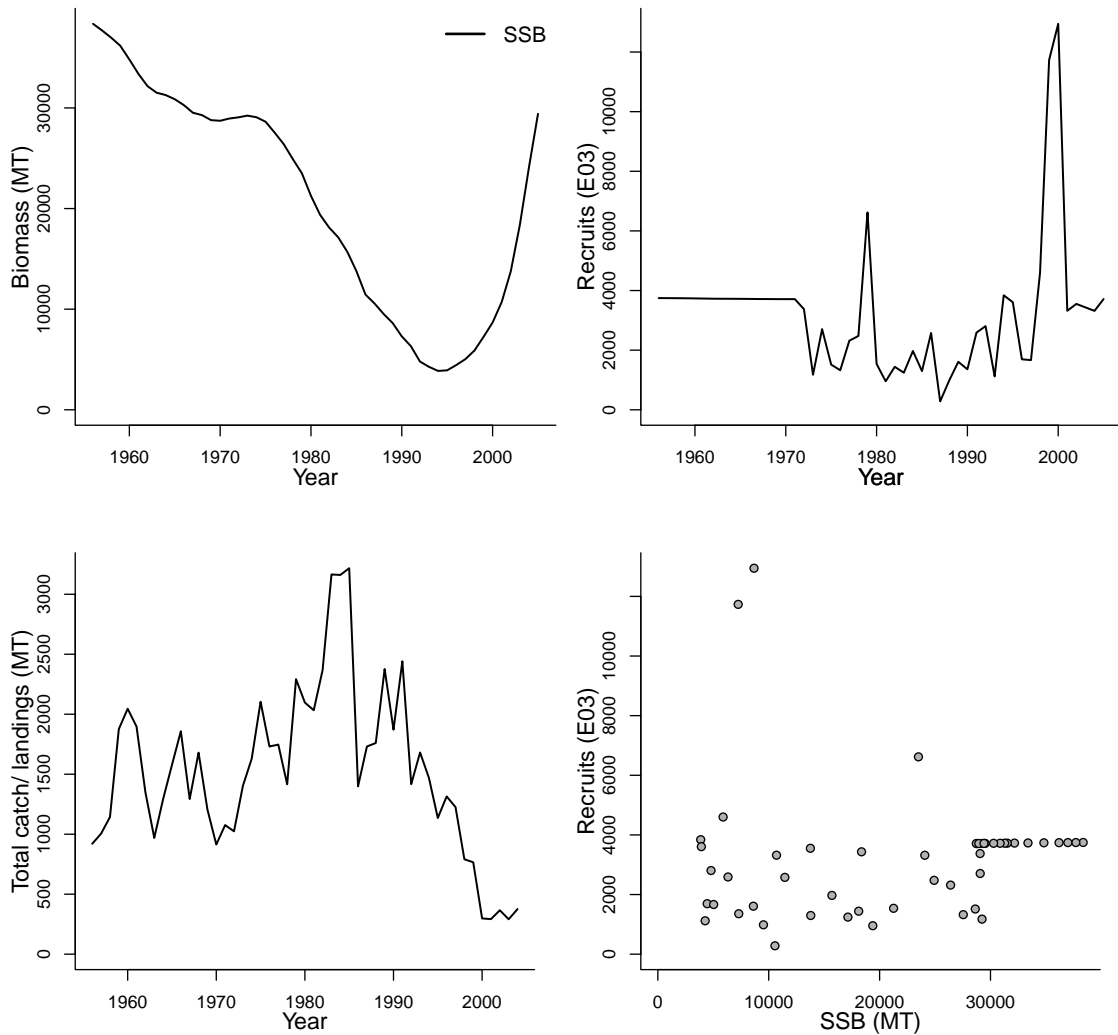 SSB
Biomass (MT)
0 10000 20000 30000
1960 1970 1980 1990 2000
Year
Recruits (E03)
0 2000 4000 6000 8000 10000
1960 1970 1980 1990 2000
Year
Total catch/ landings (MT)
0 500 1000 1500 2000 2500 3000
1960 1970 1980 1990 2000
Year
Recruits (E03)
0 2000 4000 6000 8000 10000
0 10000 20000 30000
SSB (MT)